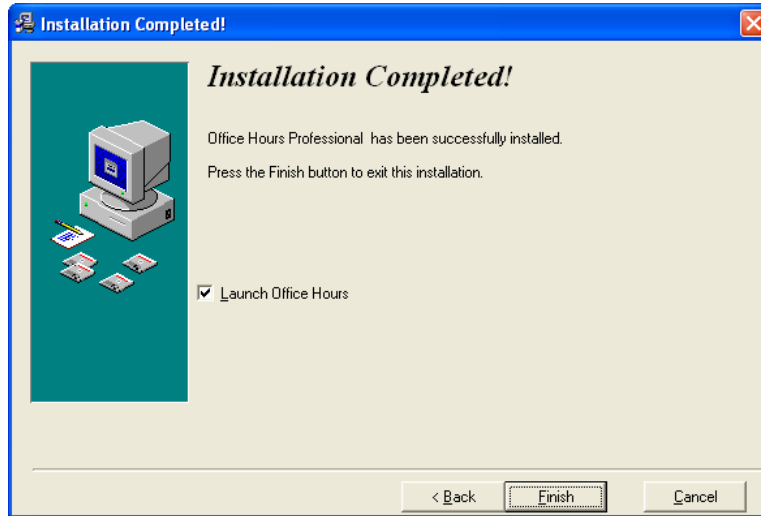 Installation Completed!
Installation Completed!
Office Hours Professional  has been successfully installed.
Press the Finish button to exit this installation.
Launch Office Hours
< Back
Finish
Cancel